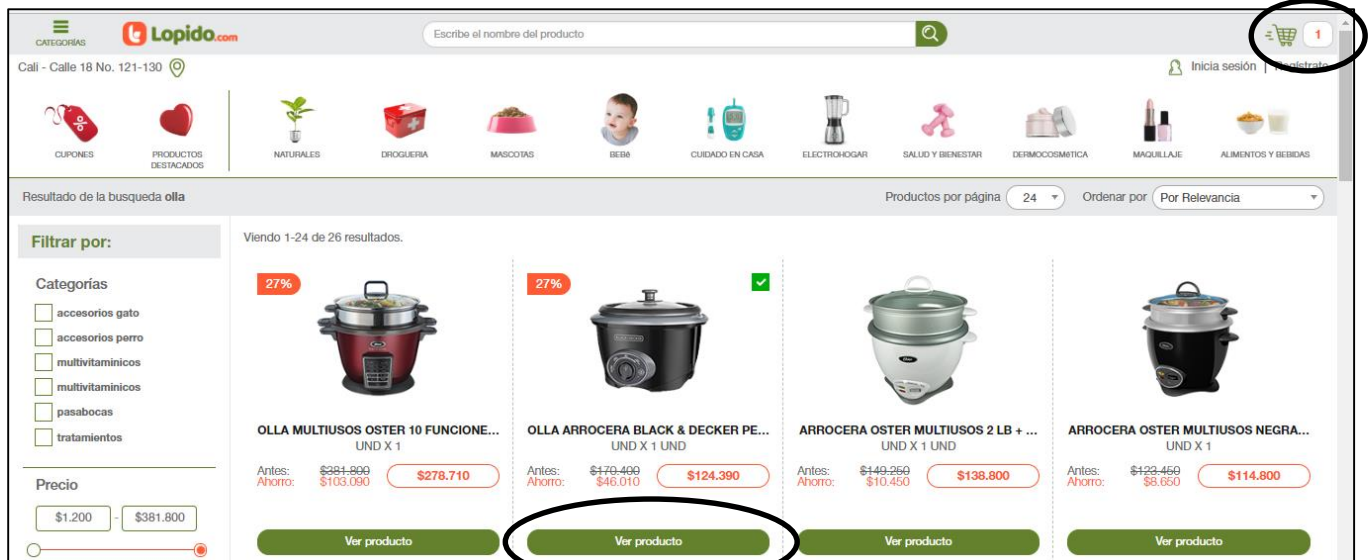 CATEGORÍAS
Lopido.com
Escribe el nombre del producto
1
Cali - Calle 18 No. 121-130
Inicia sesión | Regístrate
CUPONES
PRODUCTOS
DESTACADOS
NATURALES
DROGUERIA
MASCOTAS
BEBé
CUIDADO EN CASA
ELECTROHOGAR
SALUD Y BIENESTAR
DERMOCOSMéTICA
MAQUILLAJE
ALIMENTOS Y BEBIDAS
Resultado de la busqueda olla
Productos por página 24
Ordenar por Por Relevancia
Filtrar por:
Categorías
accesorios gato
accesorios perro
multivitaminicos
multivitaminicos
pasabocas
tratamientos
Precio
$1.200 - $381.800
Viendo 1-24 de 26 resultados.
27%
OLLA MULTIUSOS OSTER 10 FUNCIONE...
UND X 1
Antes: $381.800
Ahorro: $103.090
$278.710
Ver producto
27%
OLLA ARROCERA BLACK & DECKER PE...
UND X 1 UND
Antes: $170.400
Ahorro: $46.010
$124.390
Ver producto
ARROCERA OSTER MULTIUSOS 2 LB + ...
UND X 1 UND
Antes: $149.250
Ahorro: $10.450
$138.800
Ver producto
ARROCERA OSTER MULTIUSOS NEGRA...
UND X 1
Antes: $123.450
Ahorro: $8.650
$114.800
Ver producto